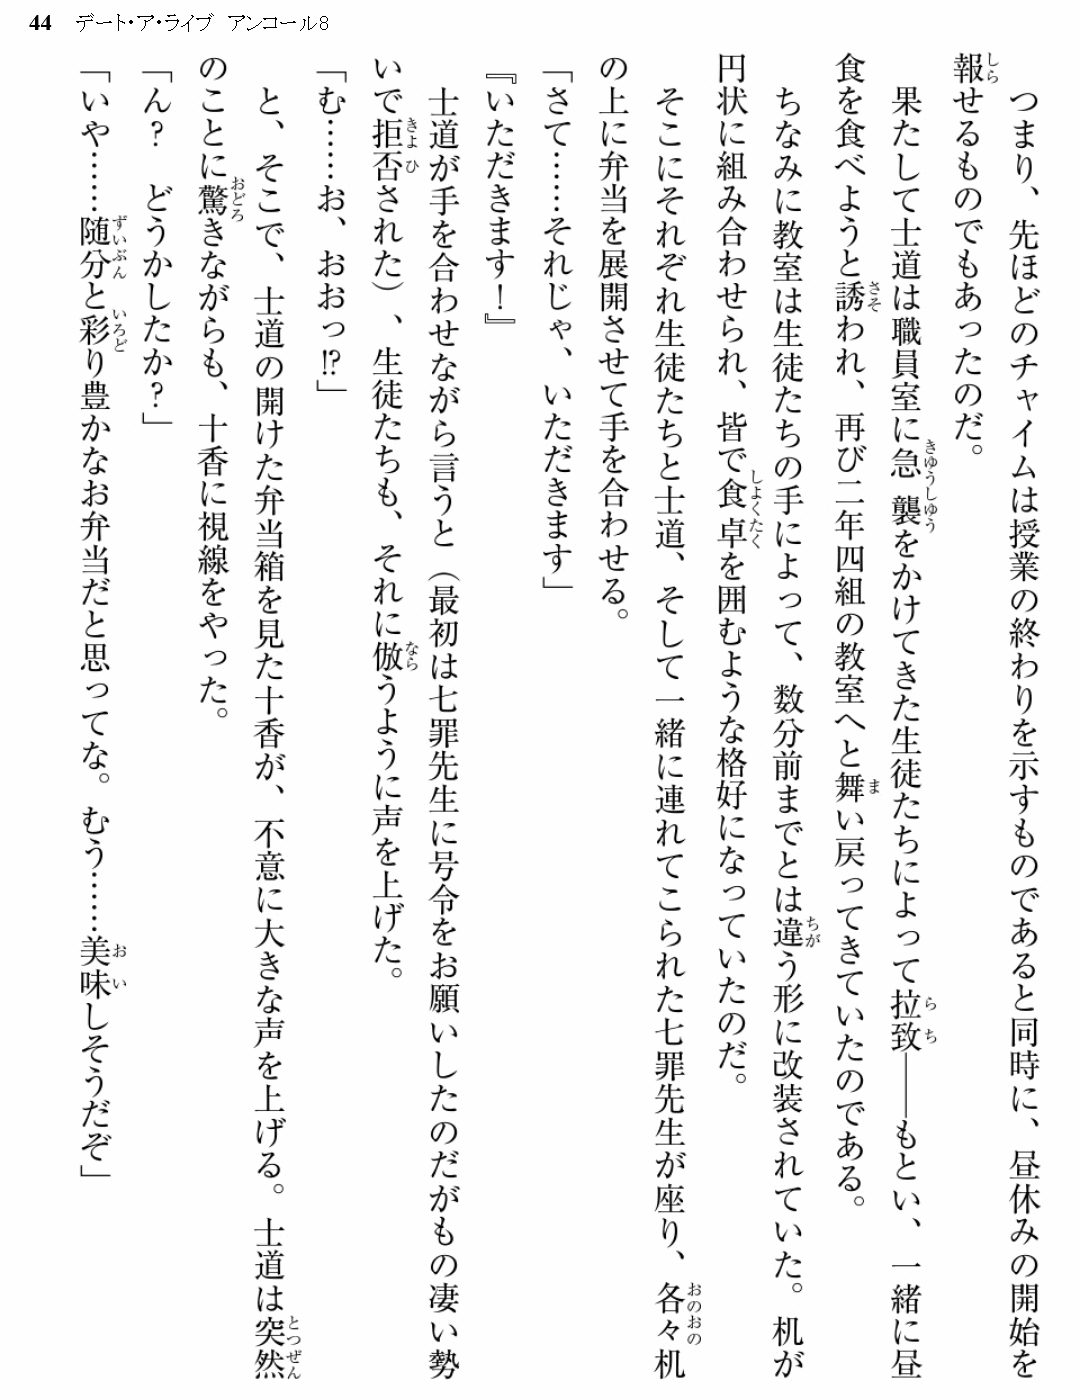 44　デート・ア・ライブ　アンコール8
　つまり、先ほどのチャイムは授業の終わりを示すものであると同時に、昼休みの開始を
報せるものでもあったのだ。
　果たして士道は職員室に急襲をかけてきた生徒たちによって拉致――もとい、一緒に昼
食を食べようと誘われ、再び二年四組の教室へと舞い戻ってきていたのである。
　ちなみに教室は生徒たちの手によって、数分前までとは違う形に改装されていた。机が
円状に組み合わせられ、皆で食卓を囲むような格好になっていたのだ。
　そこにそれぞれ生徒たちと士道、そして一緒に連れてこられた七罪先生が座り、各々机
の上に弁当を展開させて手を合わせる。
「さて……それじゃ、いただきます」
『いただきます！』
　士道が手を合わせながら言うと（最初は七罪先生に号令をお願いしたのだがもの凄い勢
いで拒否された）、生徒たちも、それに倣うように声を上げた。
「む……お、おおっ⁉」
　と、そこで、士道の開けた弁当箱を見た十香が、不意に大きな声を上げる。士道は突然
のことに驚きながらも、十香に視線をやった。
「ん？　どうかしたか？」
「いや……随分と彩り豊かなお弁当だと思ってな。むう……美味しそうだぞ」